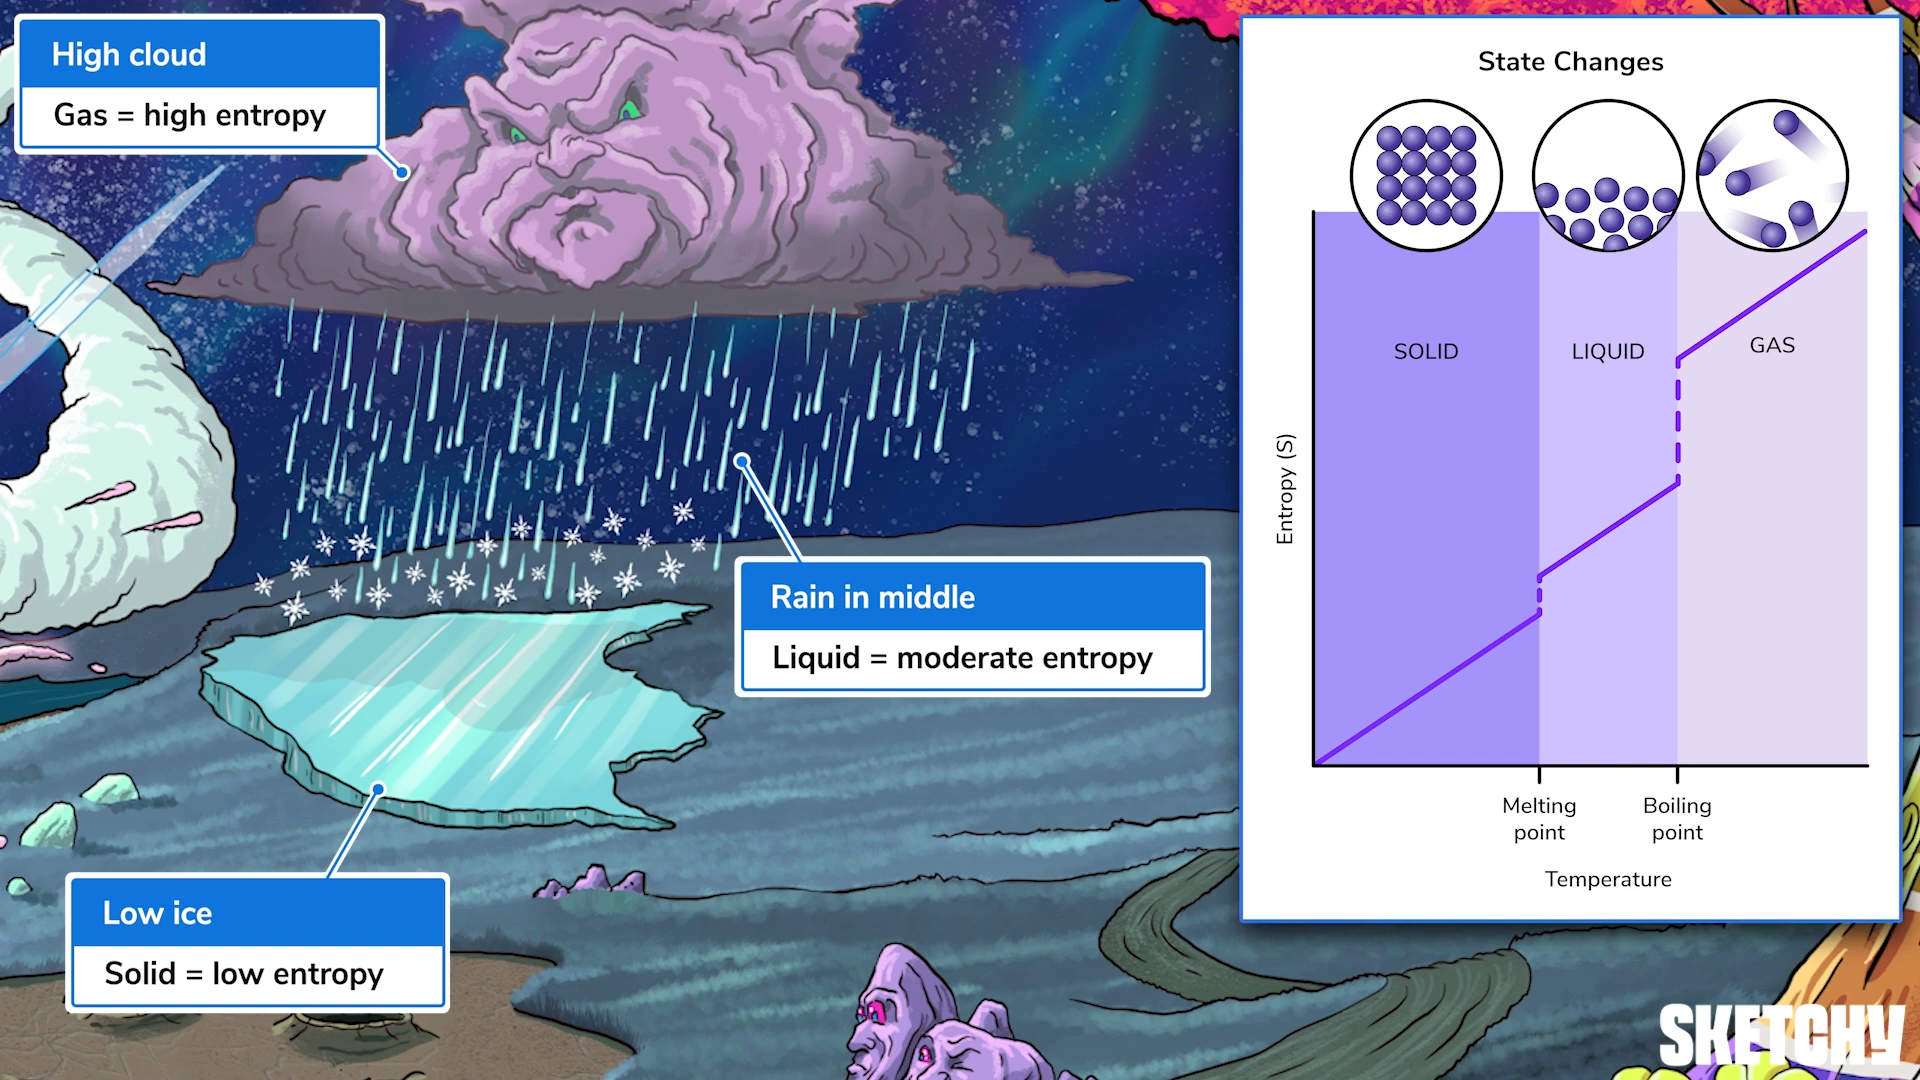 High cloud
Gas = high entropy
Rain in middle
Liquid = moderate entropy
Low ice
Solid = low entropy
State Changes
SOLID
LIQUID
GAS
Entropy (S)
Melting
point
Boiling
point
Temperature
SKETCHY